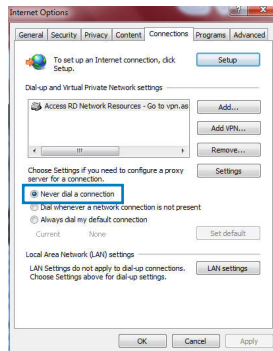 Internet Options
General Security Privacy Content Connections Programs Advanced
To set up an Internet connection, click
Setup.
Setup
Dial-up and Virtual Private Network settings
Access RD Network Resources - Go to vpn.as
Add...
Add VPN...
Remove...
Choose Settings if you need to configure a proxy
server for a connection.
Settings
Never dial a connection
Dial whenever a network connection is not present
Always dial my default connection
Current None
Set default
Local Area Network (LAN) settings
LAN Settings do not apply to dial-up connections.
Choose Settings above for dial-up settings.
LAN settings
OK Cancel Apply